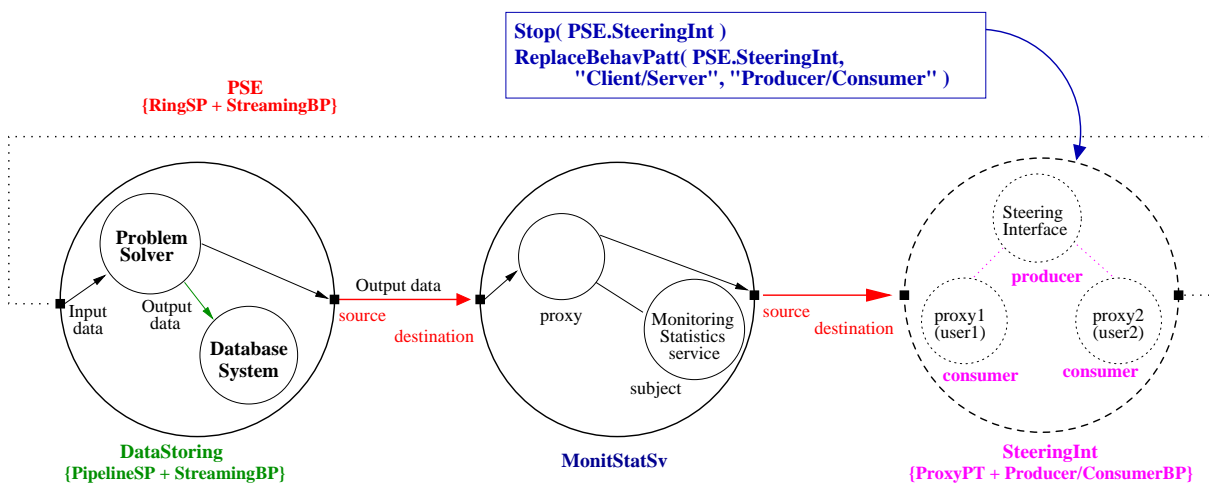 Stop( PSE.SteeringInt )
ReplaceBehavPatt( PSE.SteeringInt,
"Client/Server", "Producer/Consumer" )
PSE
{RingSP + StreamingBP}
Problem
Solver
Input
data
Output
data
Database
System
source
Output data
destination
proxy
Monitoring
Statistics
service
subject
source
destination
Steering
Interface
producer
proxy1
(user1)
proxy2
(user2)
consumer
consumer
DataStoring
{PipelineSP + StreamingBP}
MonitStatSv
SteeringInt
{ProxyPT + Producer/ConsumerBP}